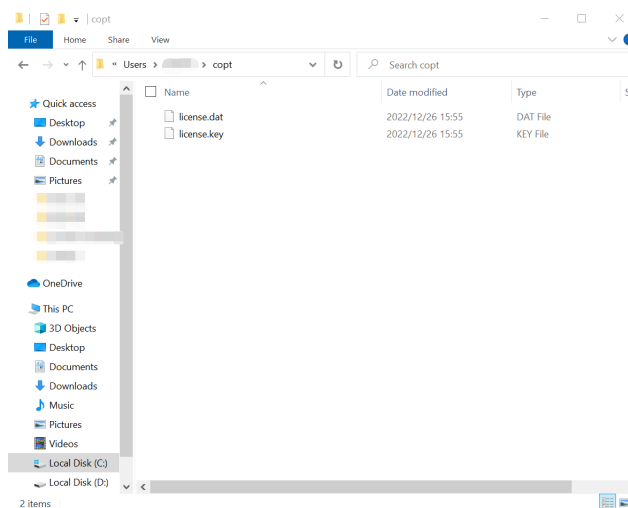 copt
File Home Share View
« Users > copt
Search copt
Name Date modified Type
license.dat 2022/12/26 15:55 DAT File
license.key 2022/12/26 15:55 KEY File
Quick access
Desktop
Downloads
Documents
Pictures
OneDrive
This PC
3D Objects
Desktop
Documents
Downloads
Music
Pictures
Videos
Local Disk (C:)
Local Disk (D:)
2 items